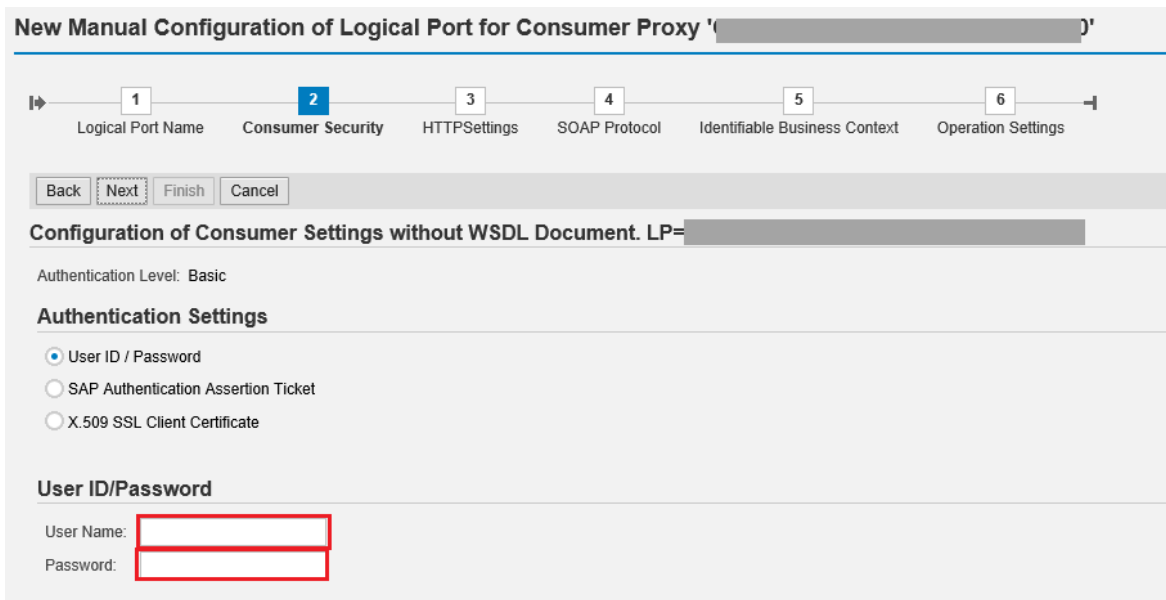 New Manual Configuration of Logical Port for Consumer Proxy '
1 2 3 4 5 6
Logical Port Name Consumer Security HTTPSettings SOAP Protocol Identifiable Business Context Operation Settings
Back Next Finish Cancel
Configuration of Consumer Settings without WSDL Document. LP=
Authentication Level: Basic
Authentication Settings
User ID / Password
SAP Authentication Assertion Ticket
X.509 SSL Client Certificate
User ID/Password
User Name:
Password: